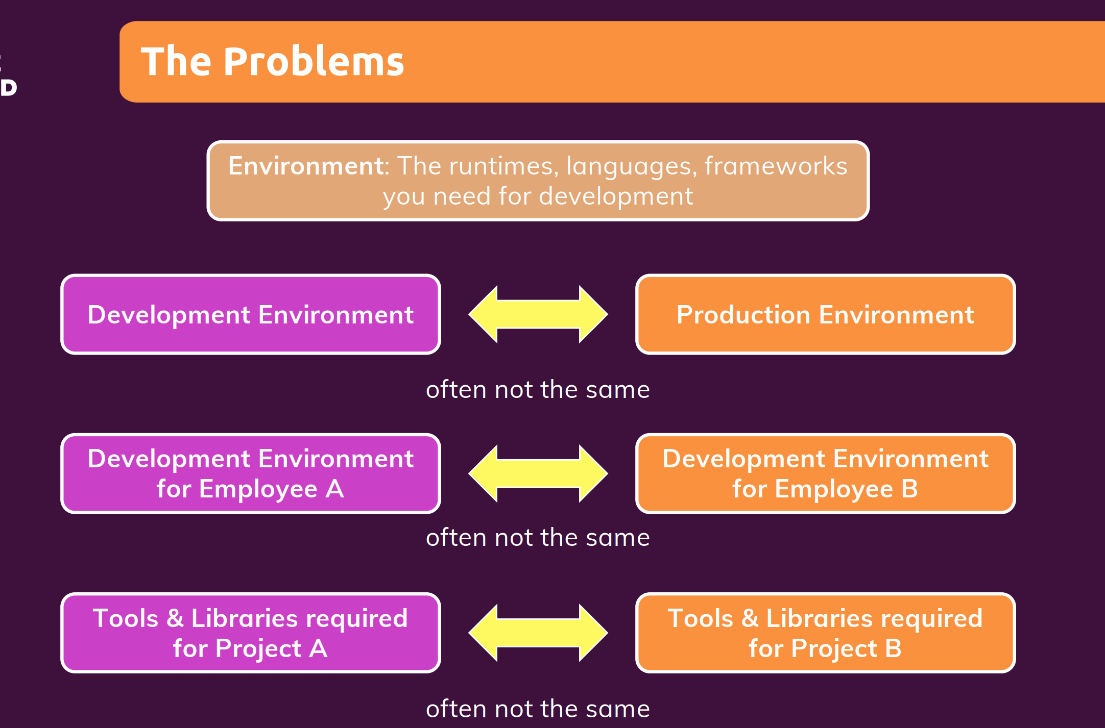 The Problems
Environment: The runtimes, languages, frameworks
you need for development
Development Environment
Production Environment
often not the same
Development Environment
for Employee A
Development Environment
for Employee B
often not the same
Tools & Libraries required
for Project A
Tools & Libraries required
for Project B
often not the same